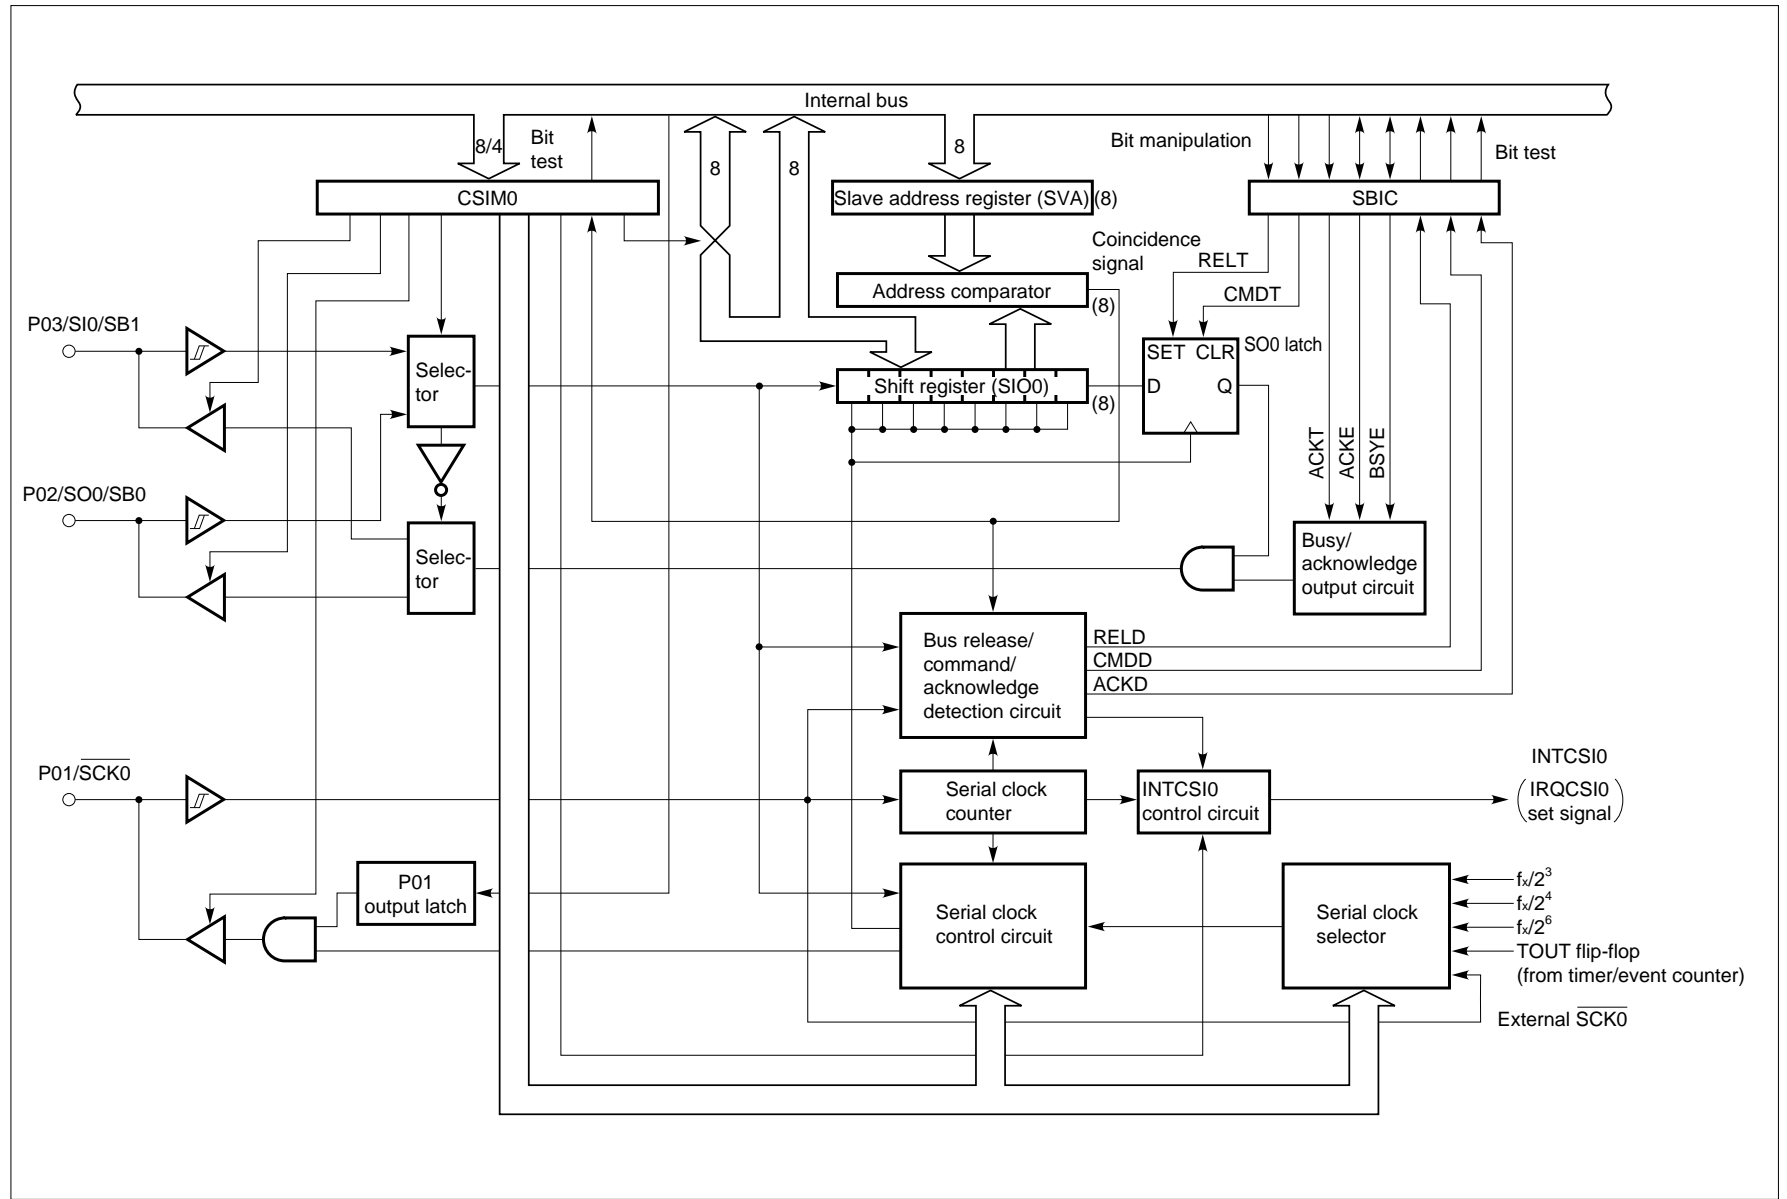 Internal bus
8/4
Bit
test
8
8
8
Bit manipulation
Bit test
CSIM0
Slave address register (SVA)
(8)
SBIC
Coincidence
signal
RELT
Address comparator
(8)
CMDT
P03/SI0/SB1
Selec-
tor
SET CLR
SO0 latch
Shift register (SIO0)
(8)
D
Q
ACKT
ACKE
BSYE
P02/SO0/SB0
Selec-
tor
Busy/
acknowledge
output circuit
Bus release/
command/
acknowledge
detection circuit
RELD
CMDD
ACKD
P01/S̅C̅K̅0̅
Serial clock
counter
INTCSI0
control circuit
INTCSI0
(IRQCSI0
set signal)
P01
output latch
Serial clock
control circuit
Serial clock
selector
fx/2³
fx/2⁴
fx/2⁶
TOUT flip-flop
(from timer/event counter)
External S̅C̅K̅0̅